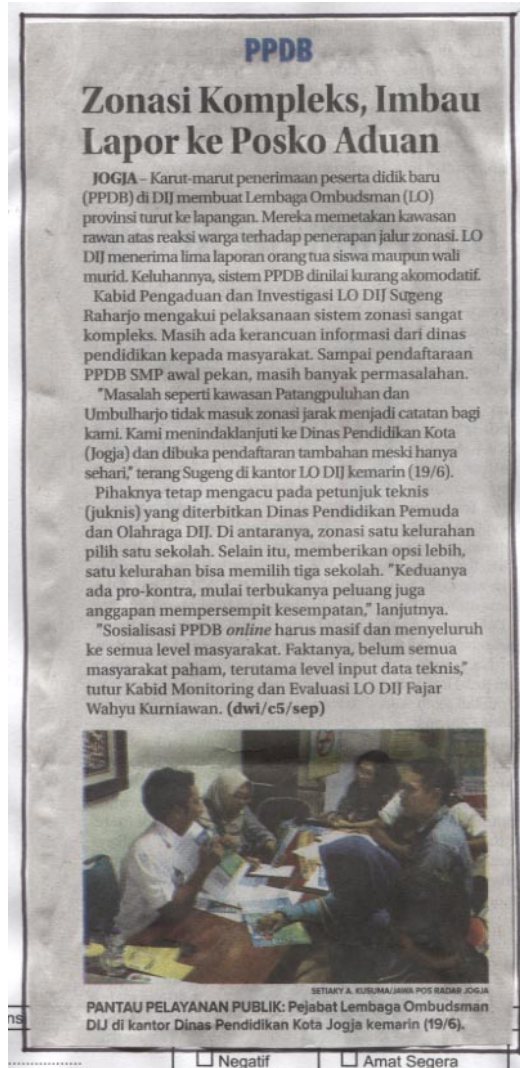 PPDB
Zonasi Kompleks, Imbau
Lapor ke Posko Aduan
JOGJA – Karut-marut penerimaan peserta didik baru
(PPDB) di DIJ membuat Lembaga Ombudsman (LO)
provinsi turut ke lapangan. Mereka memetakan kawasan
rawan atas reaksi warga terhadap penerapan jalur zonasi. LO
DIJ menerima lima laporan orang tua siswa maupun wali
murid. Keluhannya, sistem PPDB dinilai kurang akomodatif.
Kabid Pengaduan dan Investigasi LO DIJ Sugeng
Raharjo mengakui pelaksanaan sistem zonasi sangat
kompleks. Masih ada kerancuan informasi dari dinas
pendidikan kepada masyarakat. Sampai pendaftaraan
PPDB SMP awal pekan, masih banyak permasalahan.
"Masalah seperti kawasan Patangpuluhan dan
Umbulharjo tidak masuk zonasi jarak menjadi catatan bagi
kami. Kami menindaklanjuti ke Dinas Pendidikan Kota
(Jogja) dan dibuka pendaftaran tambahan meski hanya
sehari," terang Sugeng di kantor LO DIJ kemarin (19/6).
Pihaknya tetap mengacu pada petunjuk teknis
(juknis) yang diterbitkan Dinas Pendidikan Pemuda
dan Olahraga DIJ. Di antaranya, zonasi satu kelurahan
pilih satu sekolah. Selain itu, memberikan opsi lebih,
satu kelurahan bisa memilih tiga sekolah. "Keduanya
ada pro-kontra, mulai terbukanya peluang juga
anggapan mempersempit kesempatan," lanjutnya.
"Sosialisasi PPDB online harus masif dan menyeluruh
ke semua level masyarakat. Faktanya, belum semua
masyarakat paham, terutama level input data teknis,"
tutur Kabid Monitoring dan Evaluasi LO DIJ Fajar
Wahyu Kurniawan. (dwi/c5/sep)
SETIAKY A. KUSUMA/JAWA POS RADAR JOGJA
PANTAU PELAYANAN PUBLIK: Pejabat Lembaga Ombudsman
DIJ di kantor Dinas Pendidikan Kota Jogja kemarin (19/6).
ns
Negatif
Amat Segera